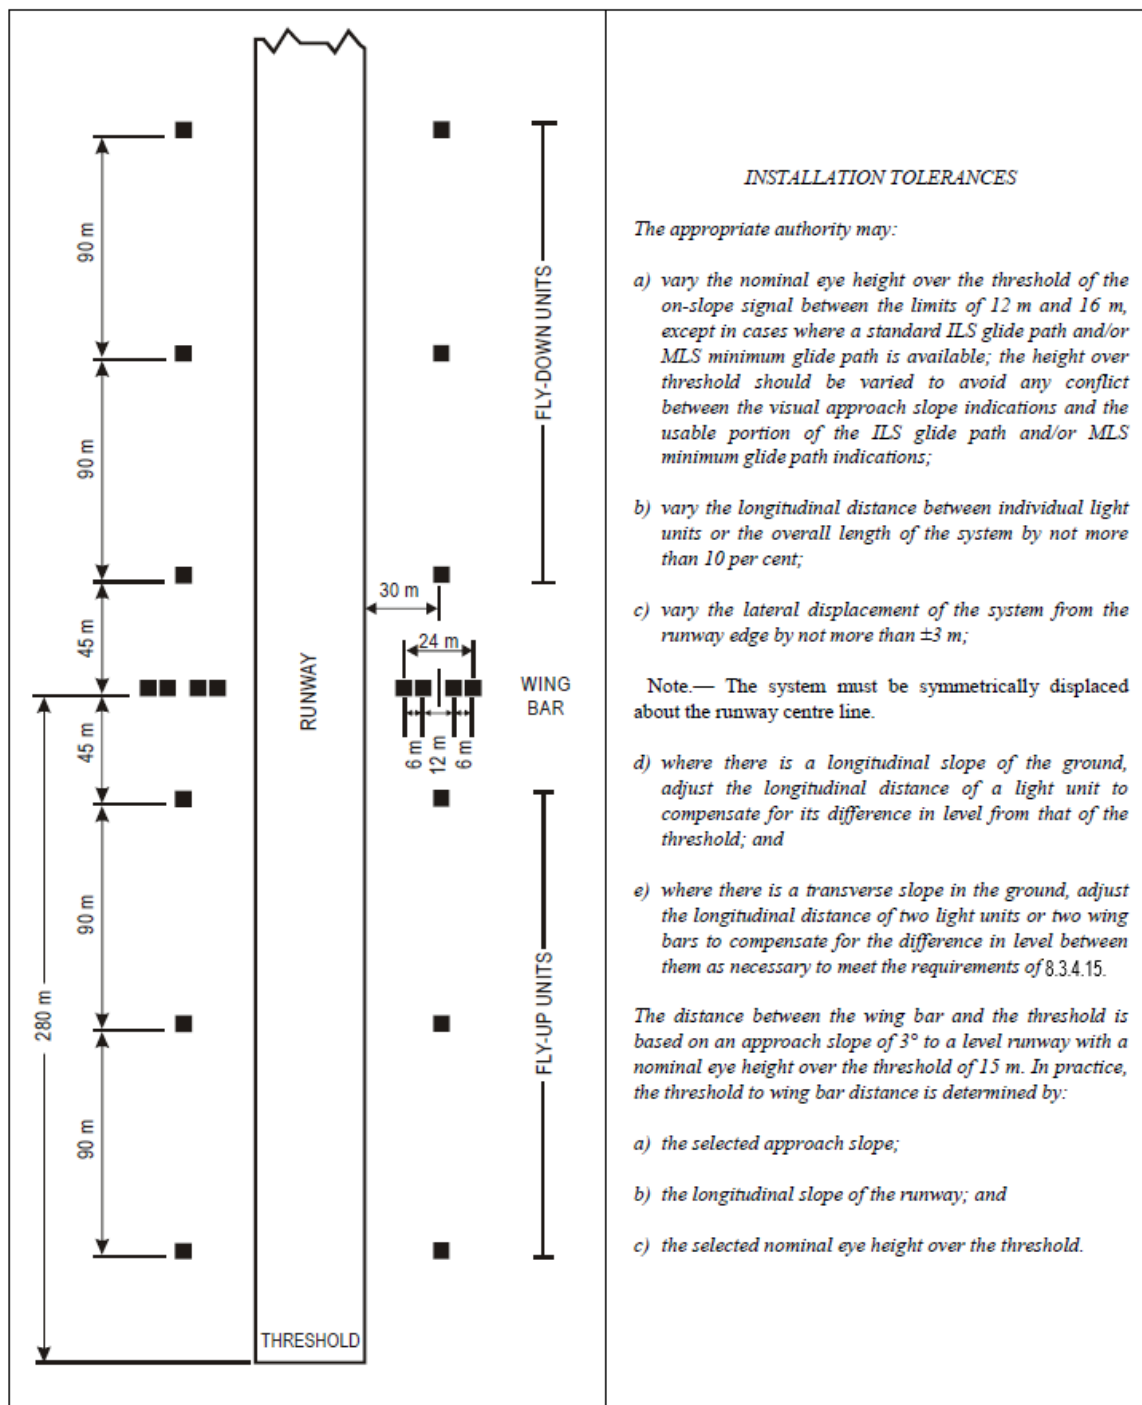 90 m
90 m
45 m
45 m
90 m
90 m
280 m
RUNWAY
THRESHOLD
30 m
24 m
6 m
12 m
6 m
FLY-DOWN UNITS
WING
BAR
FLY-UP UNITS
INSTALLATION TOLERANCES
The appropriate authority may:
a) vary the nominal eye height over the threshold of the
on-slope signal between the limits of 12 m and 16 m,
except in cases where a standard ILS glide path and/or
MLS minimum glide path is available; the height over
threshold should be varied to avoid any conflict
between the visual approach slope indications and the
usable portion of the ILS glide path and/or MLS
minimum glide path indications;
b) vary the longitudinal distance between individual light
units or the overall length of the system by not more
than 10 per cent;
c) vary the lateral displacement of the system from the
runway edge by not more than ±3 m;
Note.— The system must be symmetrically displaced
about the runway centre line.
d) where there is a longitudinal slope of the ground,
adjust the longitudinal distance of a light unit to
compensate for its difference in level from that of the
threshold; and
e) where there is a transverse slope in the ground, adjust
the longitudinal distance of two light units or two wing
bars to compensate for the difference in level between
them as necessary to meet the requirements of 8.3.4.15.
The distance between the wing bar and the threshold is
based on an approach slope of 3° to a level runway with a
nominal eye height over the threshold of 15 m. In practice,
the threshold to wing bar distance is determined by:
a) the selected approach slope;
b) the longitudinal slope of the runway; and
c) the selected nominal eye height over the threshold.